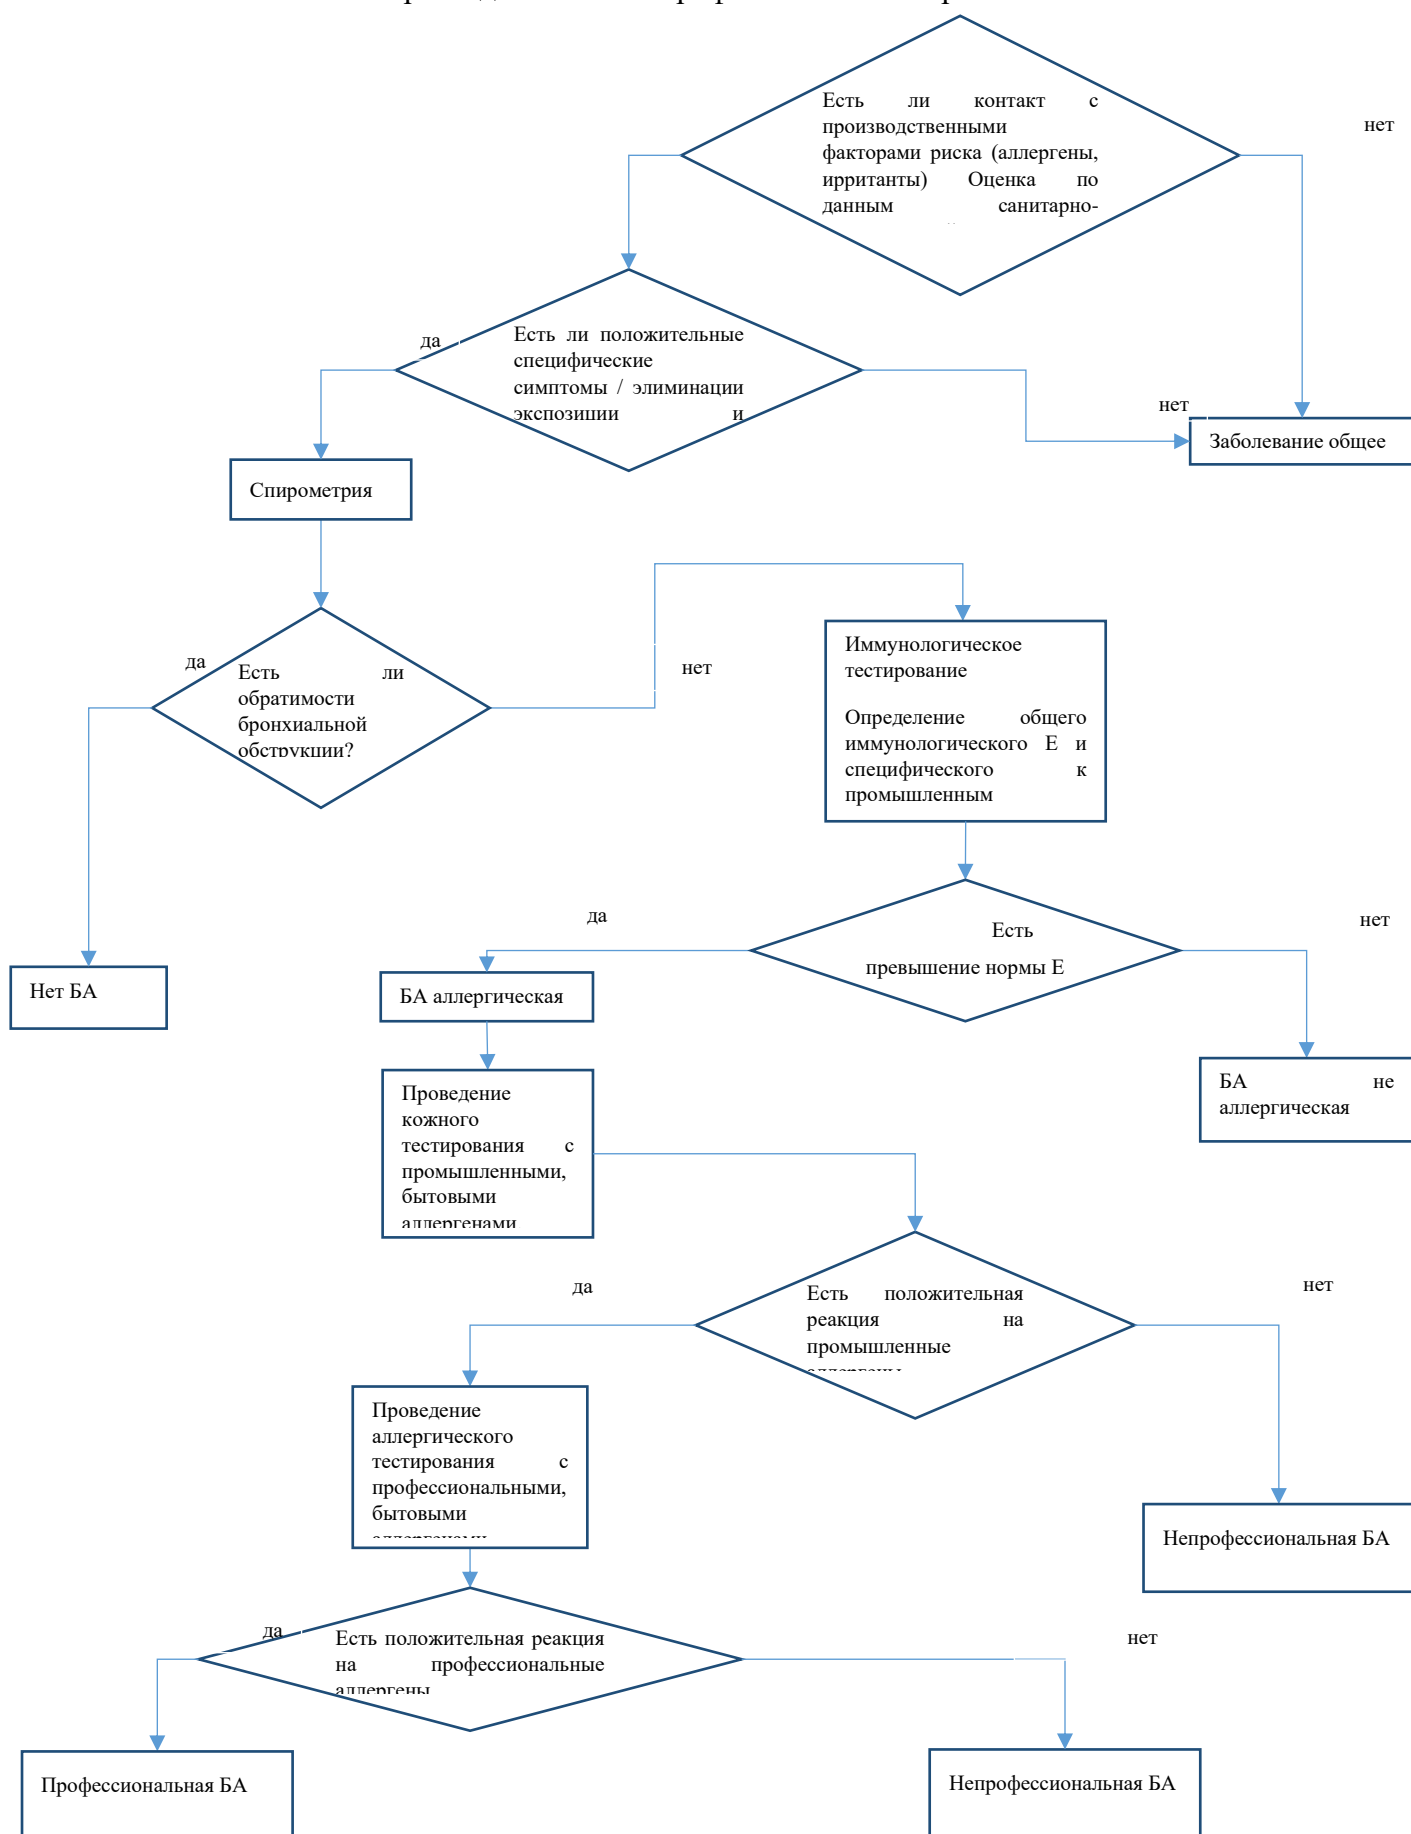 Есть ли контакт с
производственными
факторами риска (аллергены,
ирританты) Оценка по
данным санитарно-
нет
да
Есть ли положительные
специфические
симптомы / элиминации
экспозиции и
нет
Заболевание общее
Спирометрия
да
Есть ли
обратимости
бронхиальной
обструкции?
нет
Иммунологическое
тестирование
Определение общего
иммунологического Е и
специфического к
промышленным
да
Есть
превышение нормы Е
нет
Нет БА
БА аллергическая
БА не
аллергическая
Проведение
кожного
тестирования с
промышленными,
бытовыми
аллергенами
да
Есть положительная
реакция на
промышленные
аллергены
нет
Проведение
аллергического
тестирования с
профессиональными,
бытовыми
аллергенами
Непрофессиональная БА
да
Есть положительная реакция
на профессиональные
аллергены
нет
Профессиональная БА
Непрофессиональная БА